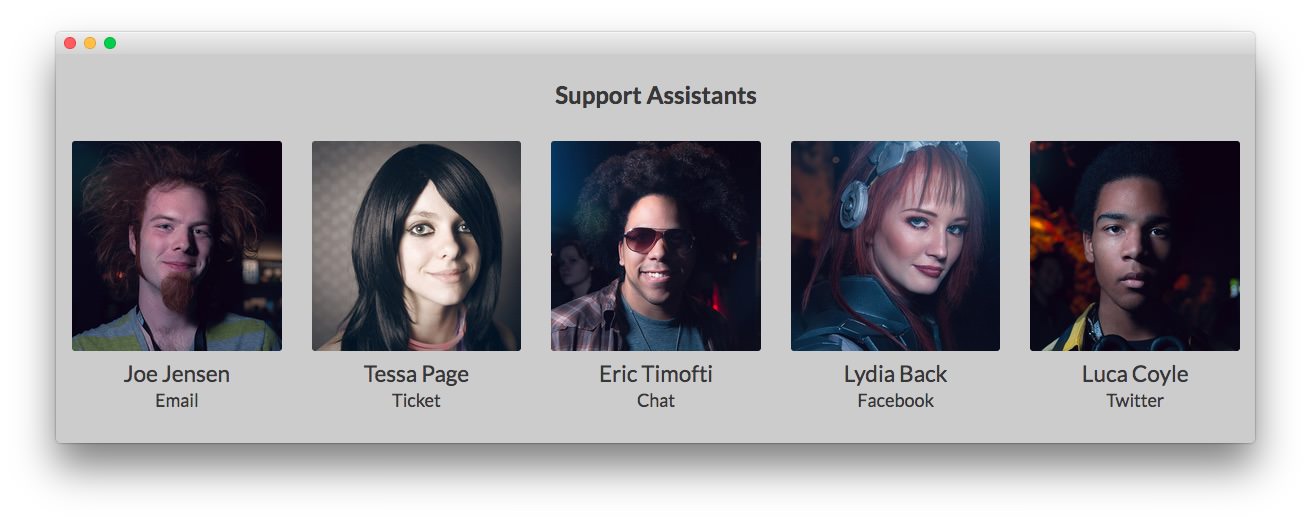 Support Assistants
Joe Jensen
Email
Tessa Page
Ticket
Eric Timofti
Chat
Lydia Back
Facebook
Luca Coyle
Twitter